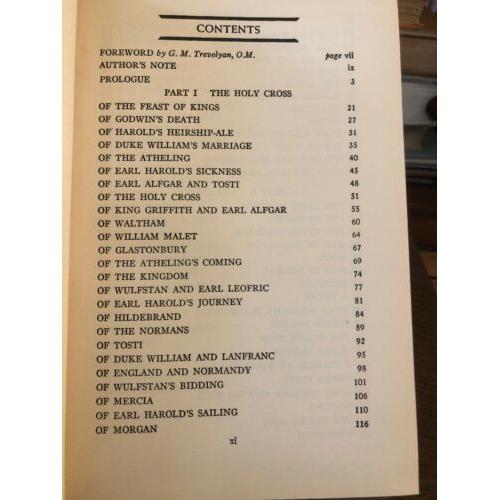 CONTENTS
FOREWORD by G. M. Trevelyan, O.M. page vii
AUTHOR'S NOTE ix
PROLOGUE 3
PART I THE HOLY CROSS
OF THE FEAST OF KINGS 21
OF GODWIN'S DEATH 27
OF HAROLD'S HEIRSHIP-ALE 31
OF DUKE WILLIAM'S MARRIAGE 35
OF THE ATHELING 40
OF EARL HAROLD'S SICKNESS 45
OF EARL ALFGAR AND TOSTI 48
OF THE HOLY CROSS 51
OF KING GRIFFITH AND EARL ALFGAR 55
OF WALTHAM 60
OF WILLIAM MALET 64
OF GLASTONBURY 67
OF THE ATHELING'S COMING 69
OF THE KINGDOM 74
OF WULFSTAN AND EARL LEOFRIC 77
OF EARL HAROLD'S JOURNEY 81
OF HILDEBRAND 84
OF THE NORMANS 89
OF TOSTI 92
OF DUKE WILLIAM AND LANFRANC 95
OF ENGLAND AND NORMANDY 98
OF WULFSTAN'S BIDDING 101
OF MERCIA 106
OF EARL HAROLD'S SAILING 110
OF MORGAN 116
xi